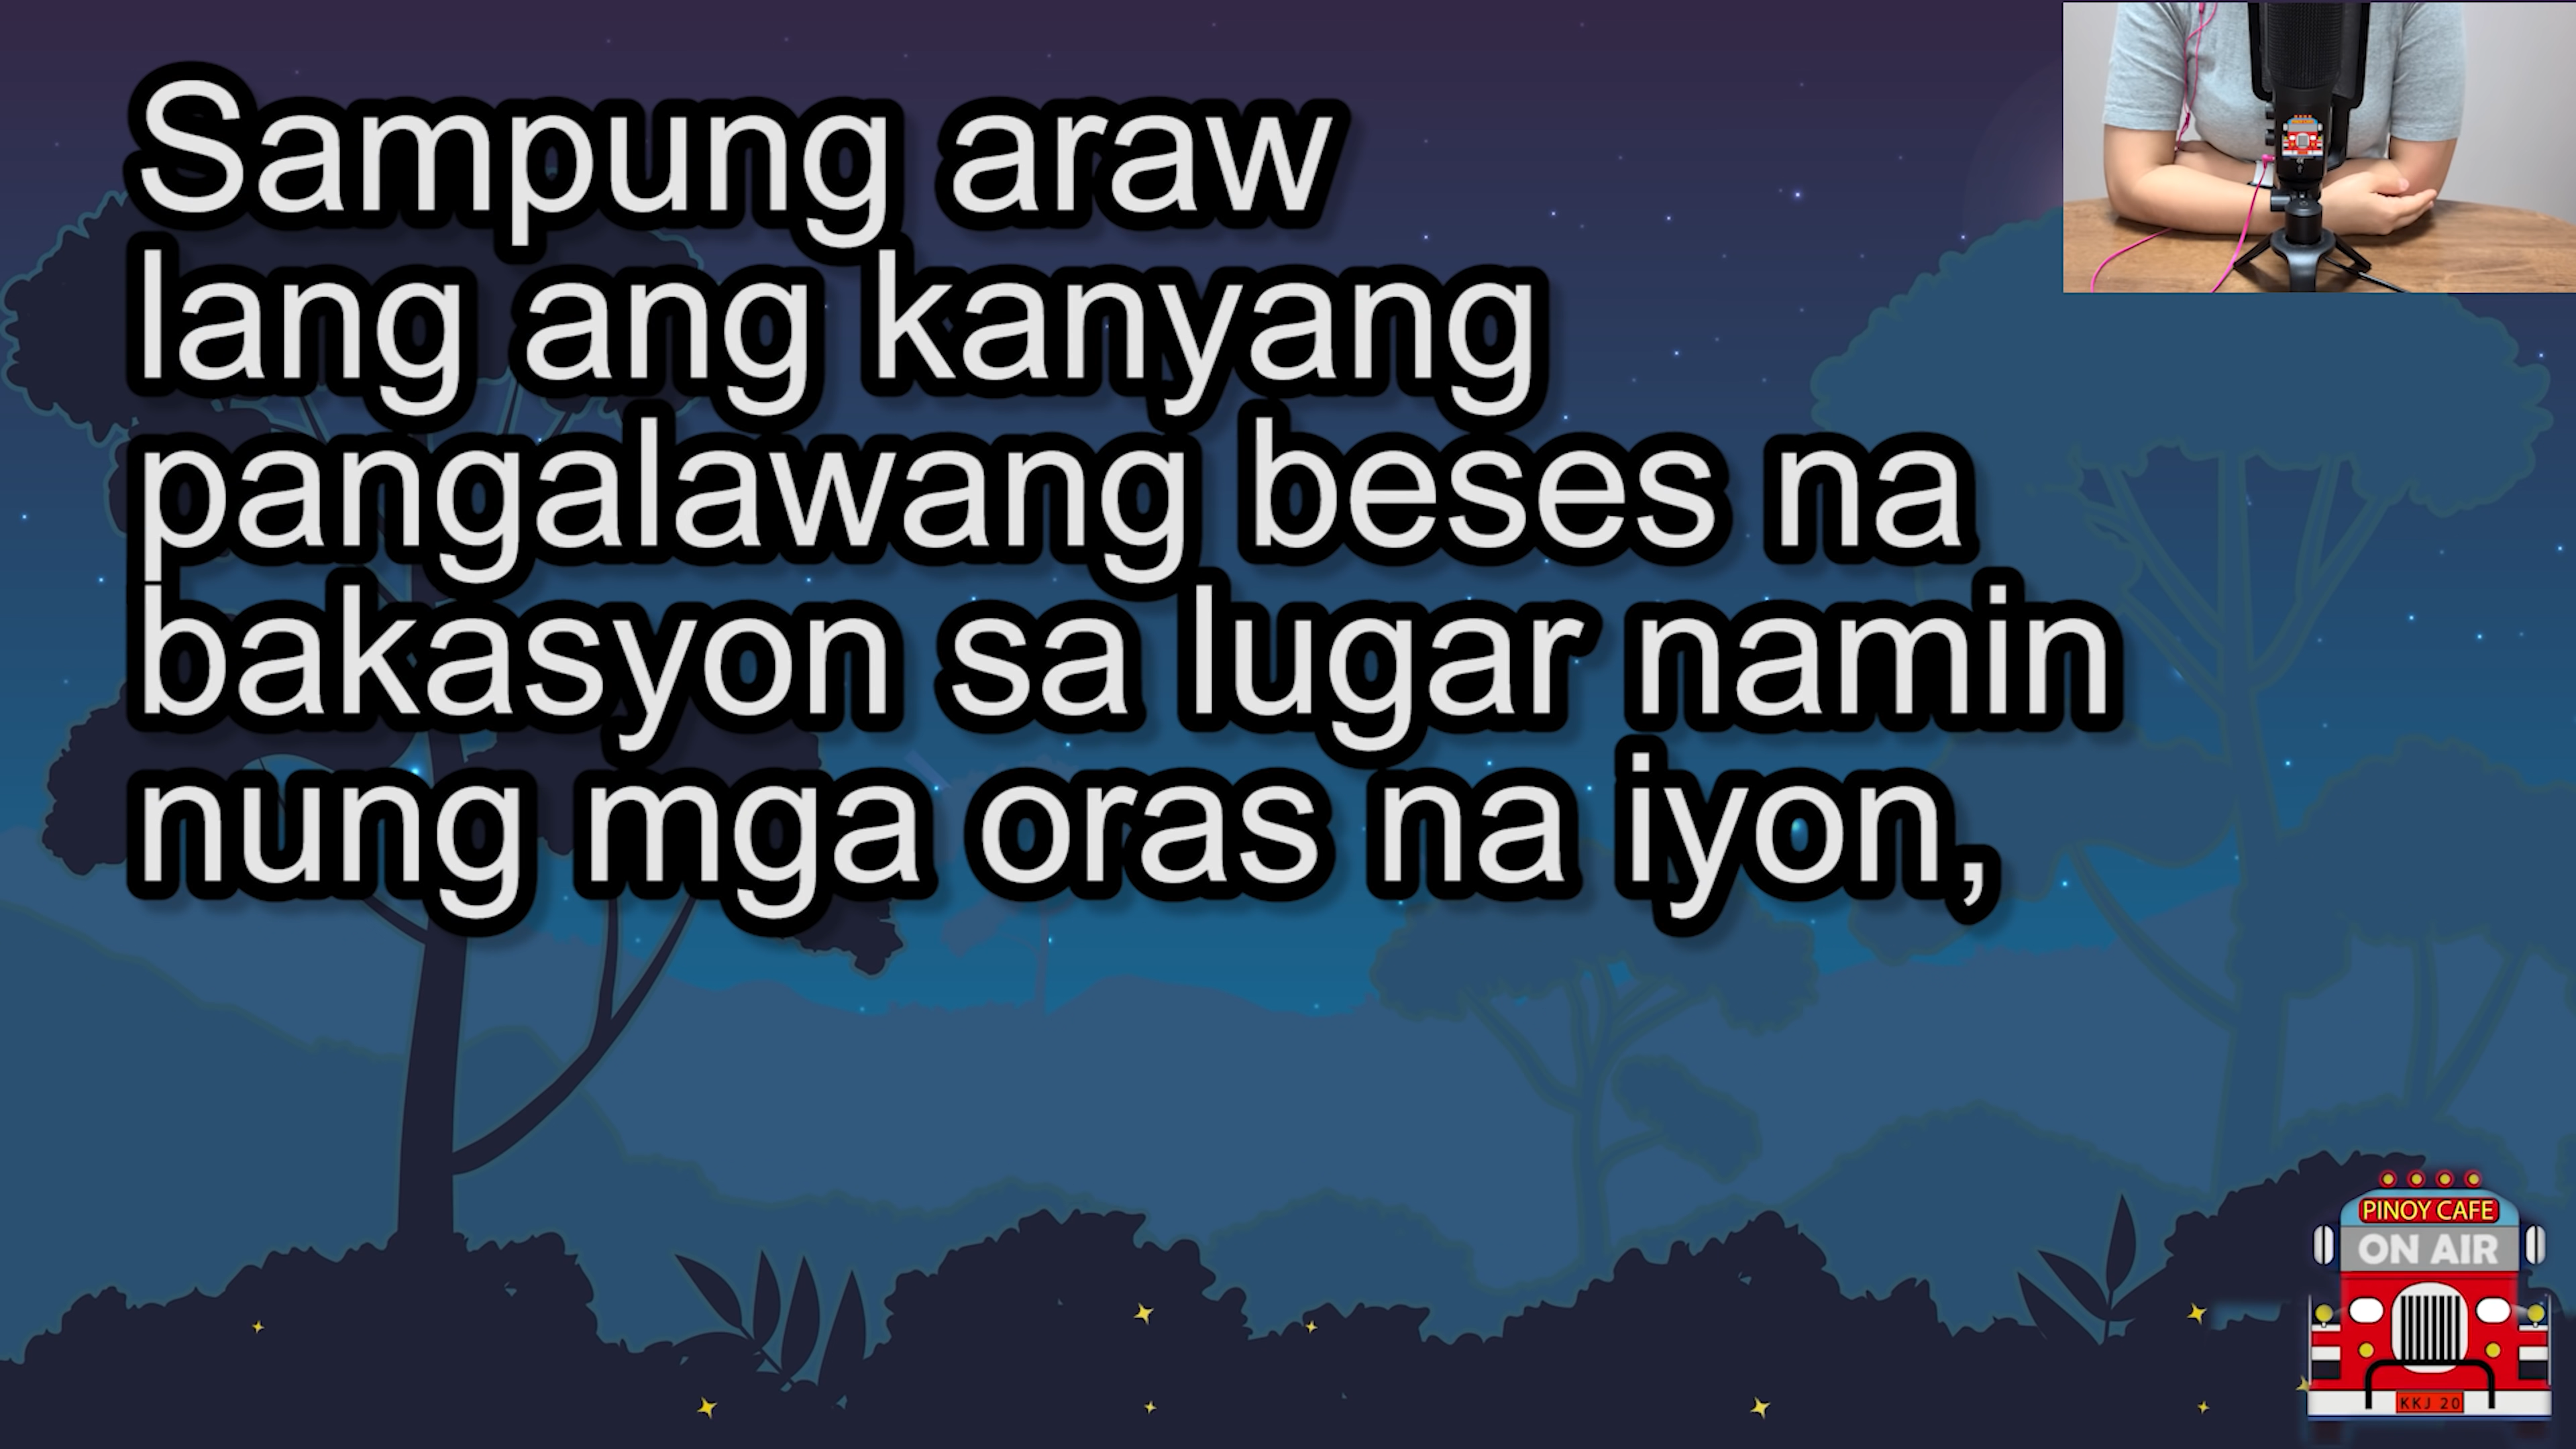 Sampung araw
lang ang kanyang
pangalawang beses na
bakasyon sa lugar namin
nung mga oras na iyon,
PINOY CAFE
ON AIR
KKJ 20